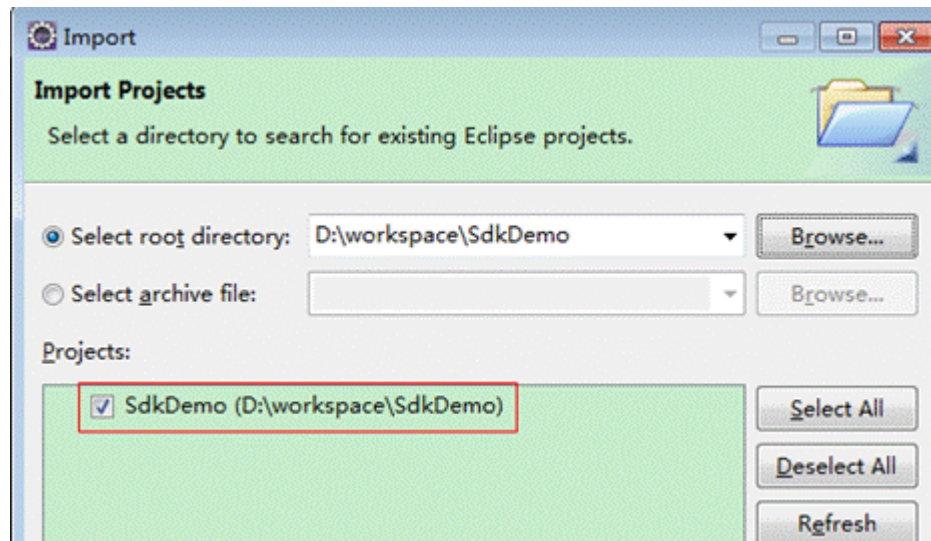 Import
Import Projects
Select a directory to search for existing Eclipse projects.
Select root directory: D:\workspace\SdkDemo Browse...
Select archive file: Browse...
Projects:
SdkDemo (D:\workspace\SdkDemo) Select All
Deselect All
Refresh